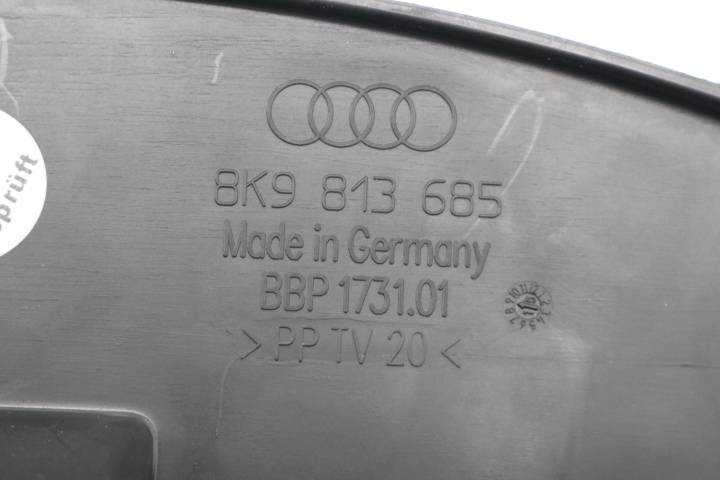 8K9 813 685
Made in Germany
BBP 1731.01
>PP TV 20<
prüft